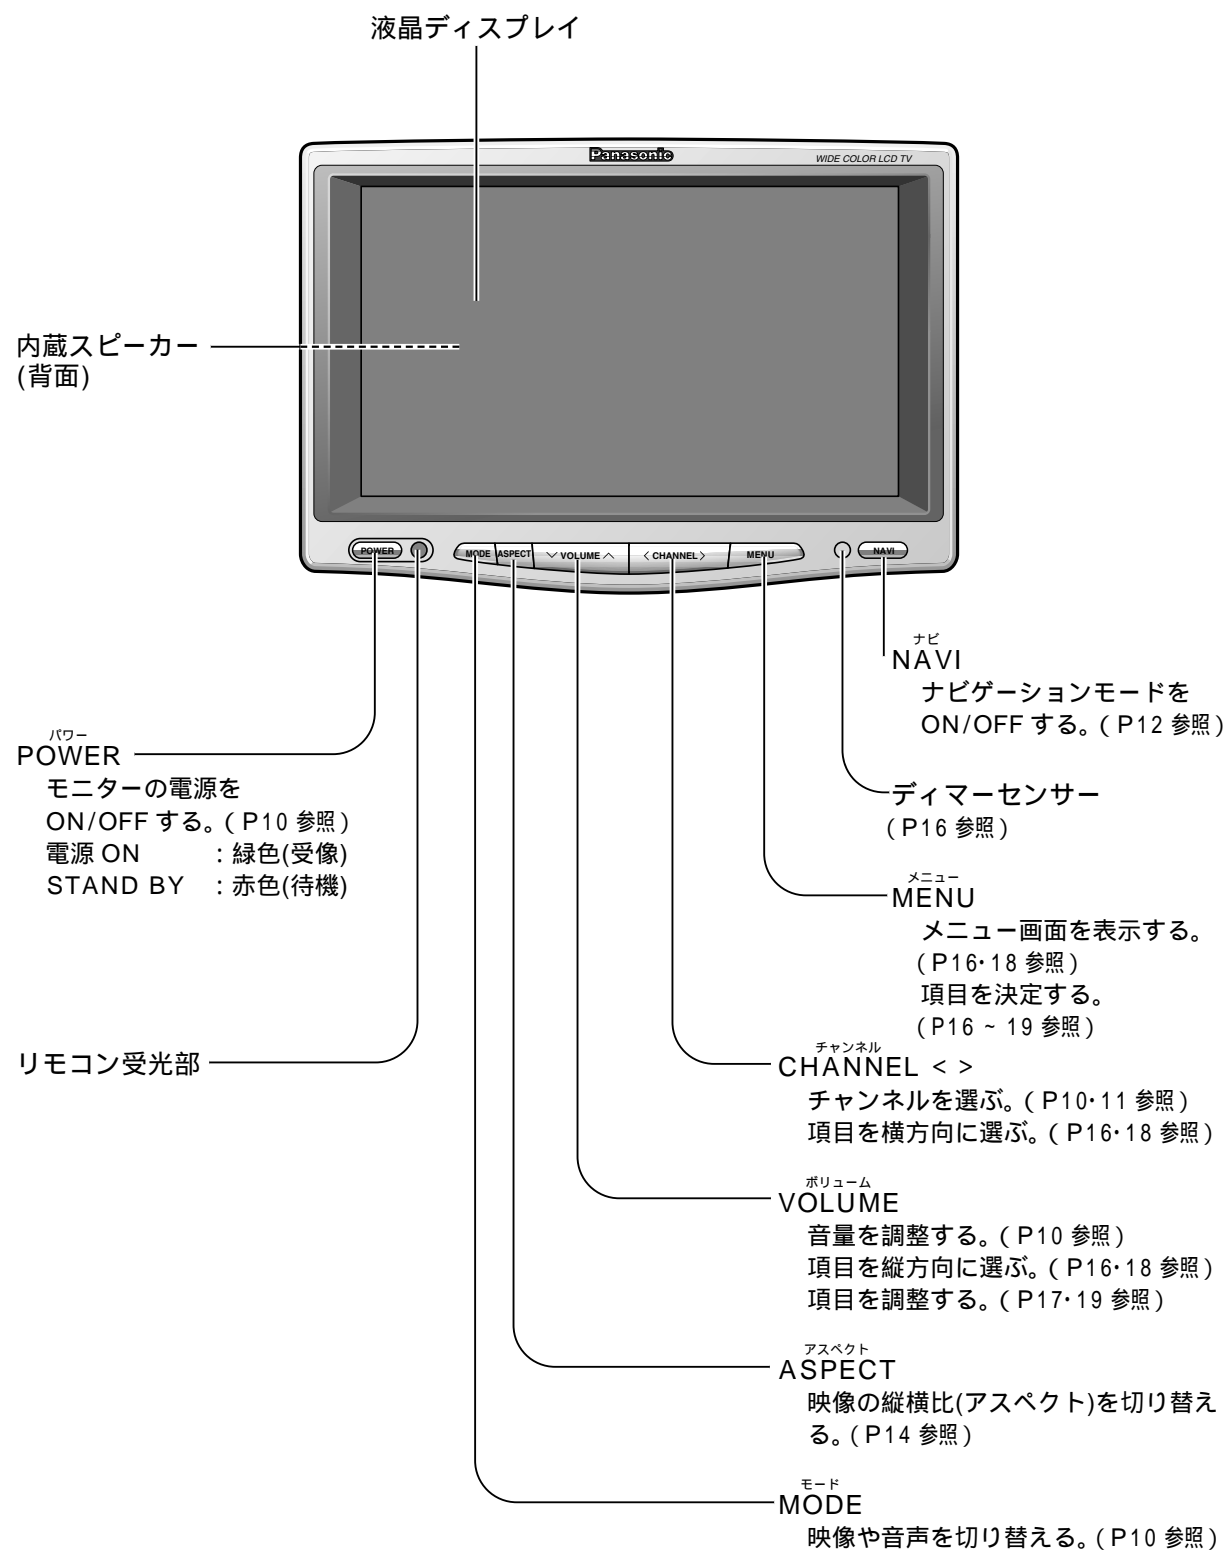 液晶ディスプレイ
Panasonic
WIDE COLOR LCD TV
内蔵スピーカー
(背面)
POWER
MODE
ASPECT
VOLUME
< CHANNEL >
MENU
NAVI
ナビ
NAVI
ナビゲーションモードを
ON/OFF する。( P12 参照)
パワー
POWER
モニターの電源を
ON/OFF する。( P10 参照)
電源 ON : 緑色(受像)
STAND BY : 赤色(待機)
ディマーセンサー
( P16 参照)
メニュー
MENU
メニュー画面を表示する。
( P16・18 参照)
項目を決定する。
( P16 ~ 19 参照)
リモコン受光部
チャンネル
CHANNEL < >
チャンネルを選ぶ。( P10・11 参照)
項目を横方向に選ぶ。( P16・18 参照)
ボリューム
VOLUME
音量を調整する。( P10 参照)
項目を縦方向に選ぶ。( P16・18 参照)
項目を調整する。( P17・19 参照)
アスペクト
ASPECT
映像の縦横比(アスペクト)を切り替え
る。( P14 参照)
モード
MODE
映像や音声を切り替える。( P10 参照)